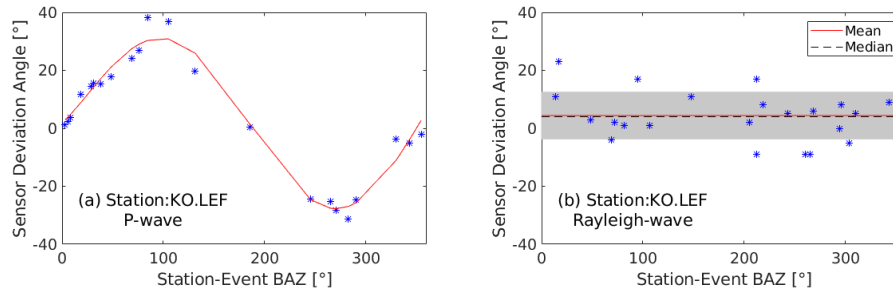 40
20
0
-20
-40
0
100
200
300
Sensor Deviation Angle [°]
Station-Event BAZ [°]
(a) Station:KO.LEF
P-wave
40
20
0
-20
-40
0
100
200
300
Sensor Deviation Angle [°]
Station-Event BAZ [°]
Mean
Median
(b) Station:KO.LEF
Rayleigh-wave